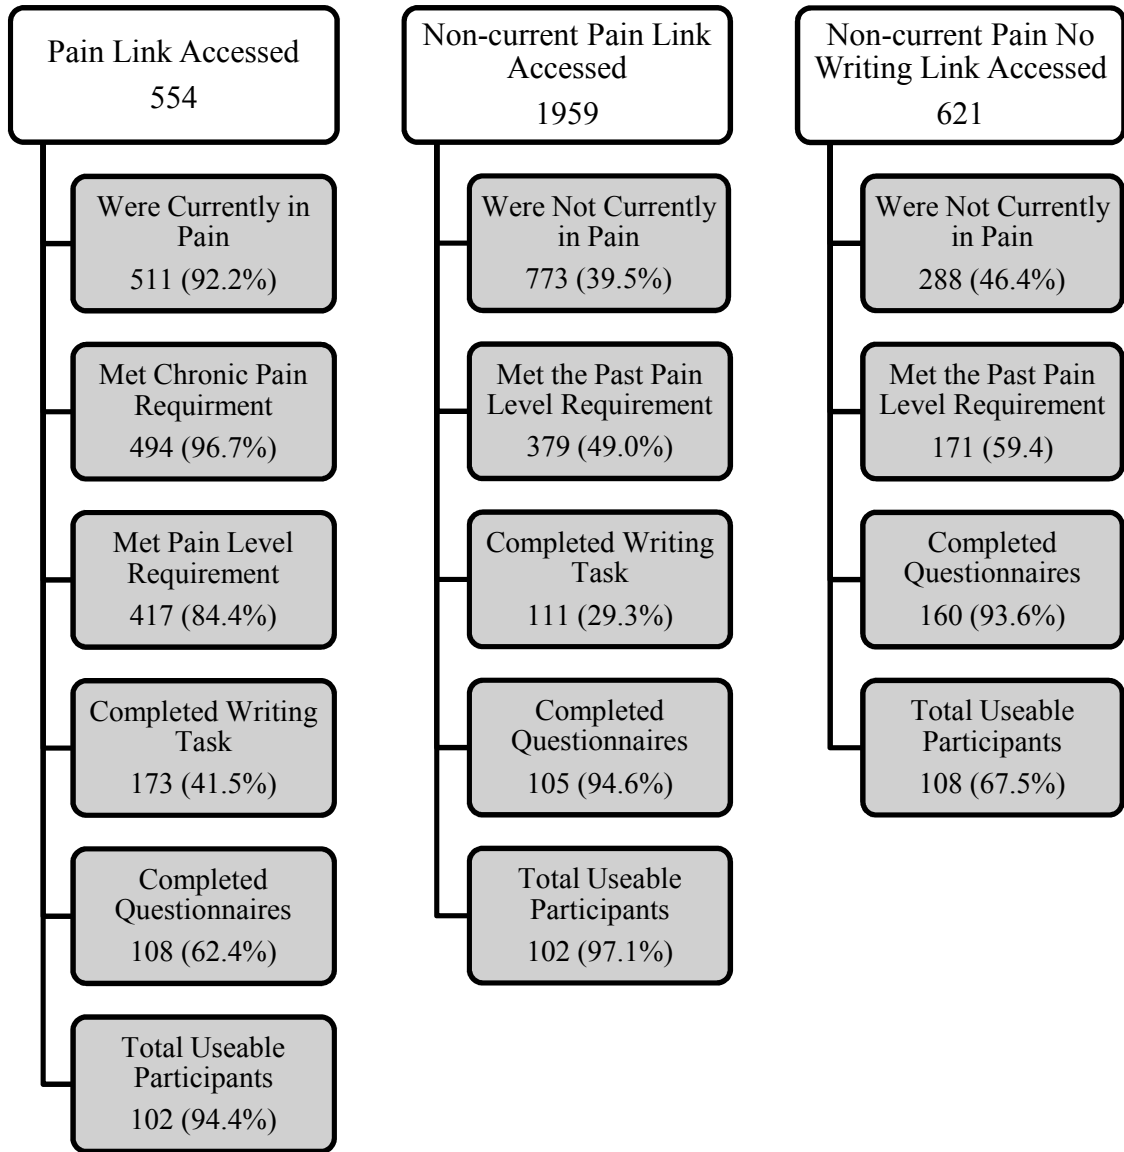 Pain Link Accessed
554
Were Currently in
Pain
511 (92.2%)
Met Chronic Pain
Requirment
494 (96.7%)
Met Pain Level
Requirement
417 (84.4%)
Completed Writing
Task
173 (41.5%)
Completed
Questionnaires
108 (62.4%)
Total Useable
Participants
102 (94.4%)
Non-current Pain Link
Accessed
1959
Were Not Currently
in Pain
773 (39.5%)
Met the Past Pain
Level Requirement
379 (49.0%)
Completed Writing
Task
111 (29.3%)
Completed
Questionnaires
105 (94.6%)
Total Useable
Participants
102 (97.1%)
Non-current Pain No
Writing Link Accessed
621
Were Not Currently
in Pain
288 (46.4%)
Met the Past Pain
Level Requirement
171 (59.4)
Completed
Questionnaires
160 (93.6%)
Total Useable
Participants
108 (67.5%)